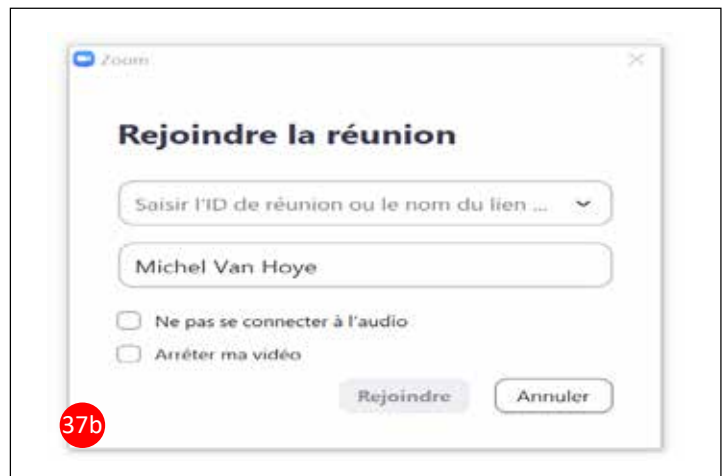 Zoom
Rejoindre la réunion
Saisir l'ID de réunion ou le nom du lien ...
Michel Van Hoye
Ne pas se connecter à l'audio
Arrêter ma vidéo
Rejoindre
Annuler
37b